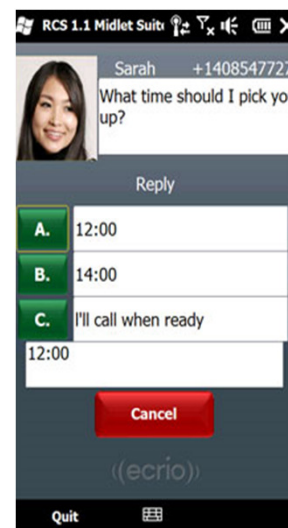 RCS 1.1 Midlet Suit
Sarah +1408547727
What time should I pick yo
up?
Reply
A. 12:00
B. 14:00
C. I'll call when ready
12:00
Cancel
((ecrio))
Quit